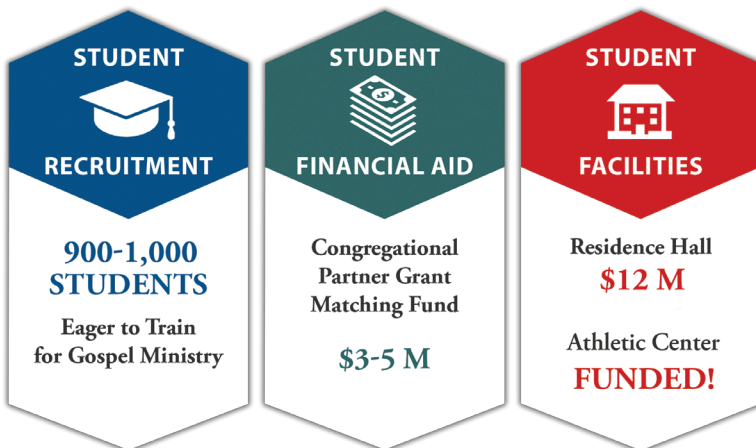 STUDENT
RECRUITMENT
900-1,000
STUDENTS
Eager to Train
for Gospel Ministry
STUDENT
FINANCIAL AID
Congregational
Partner Grant
Matching Fund
$3-5 M
STUDENT
FACILITIES
Residence Hall
$12 M
Athletic Center
FUNDED!